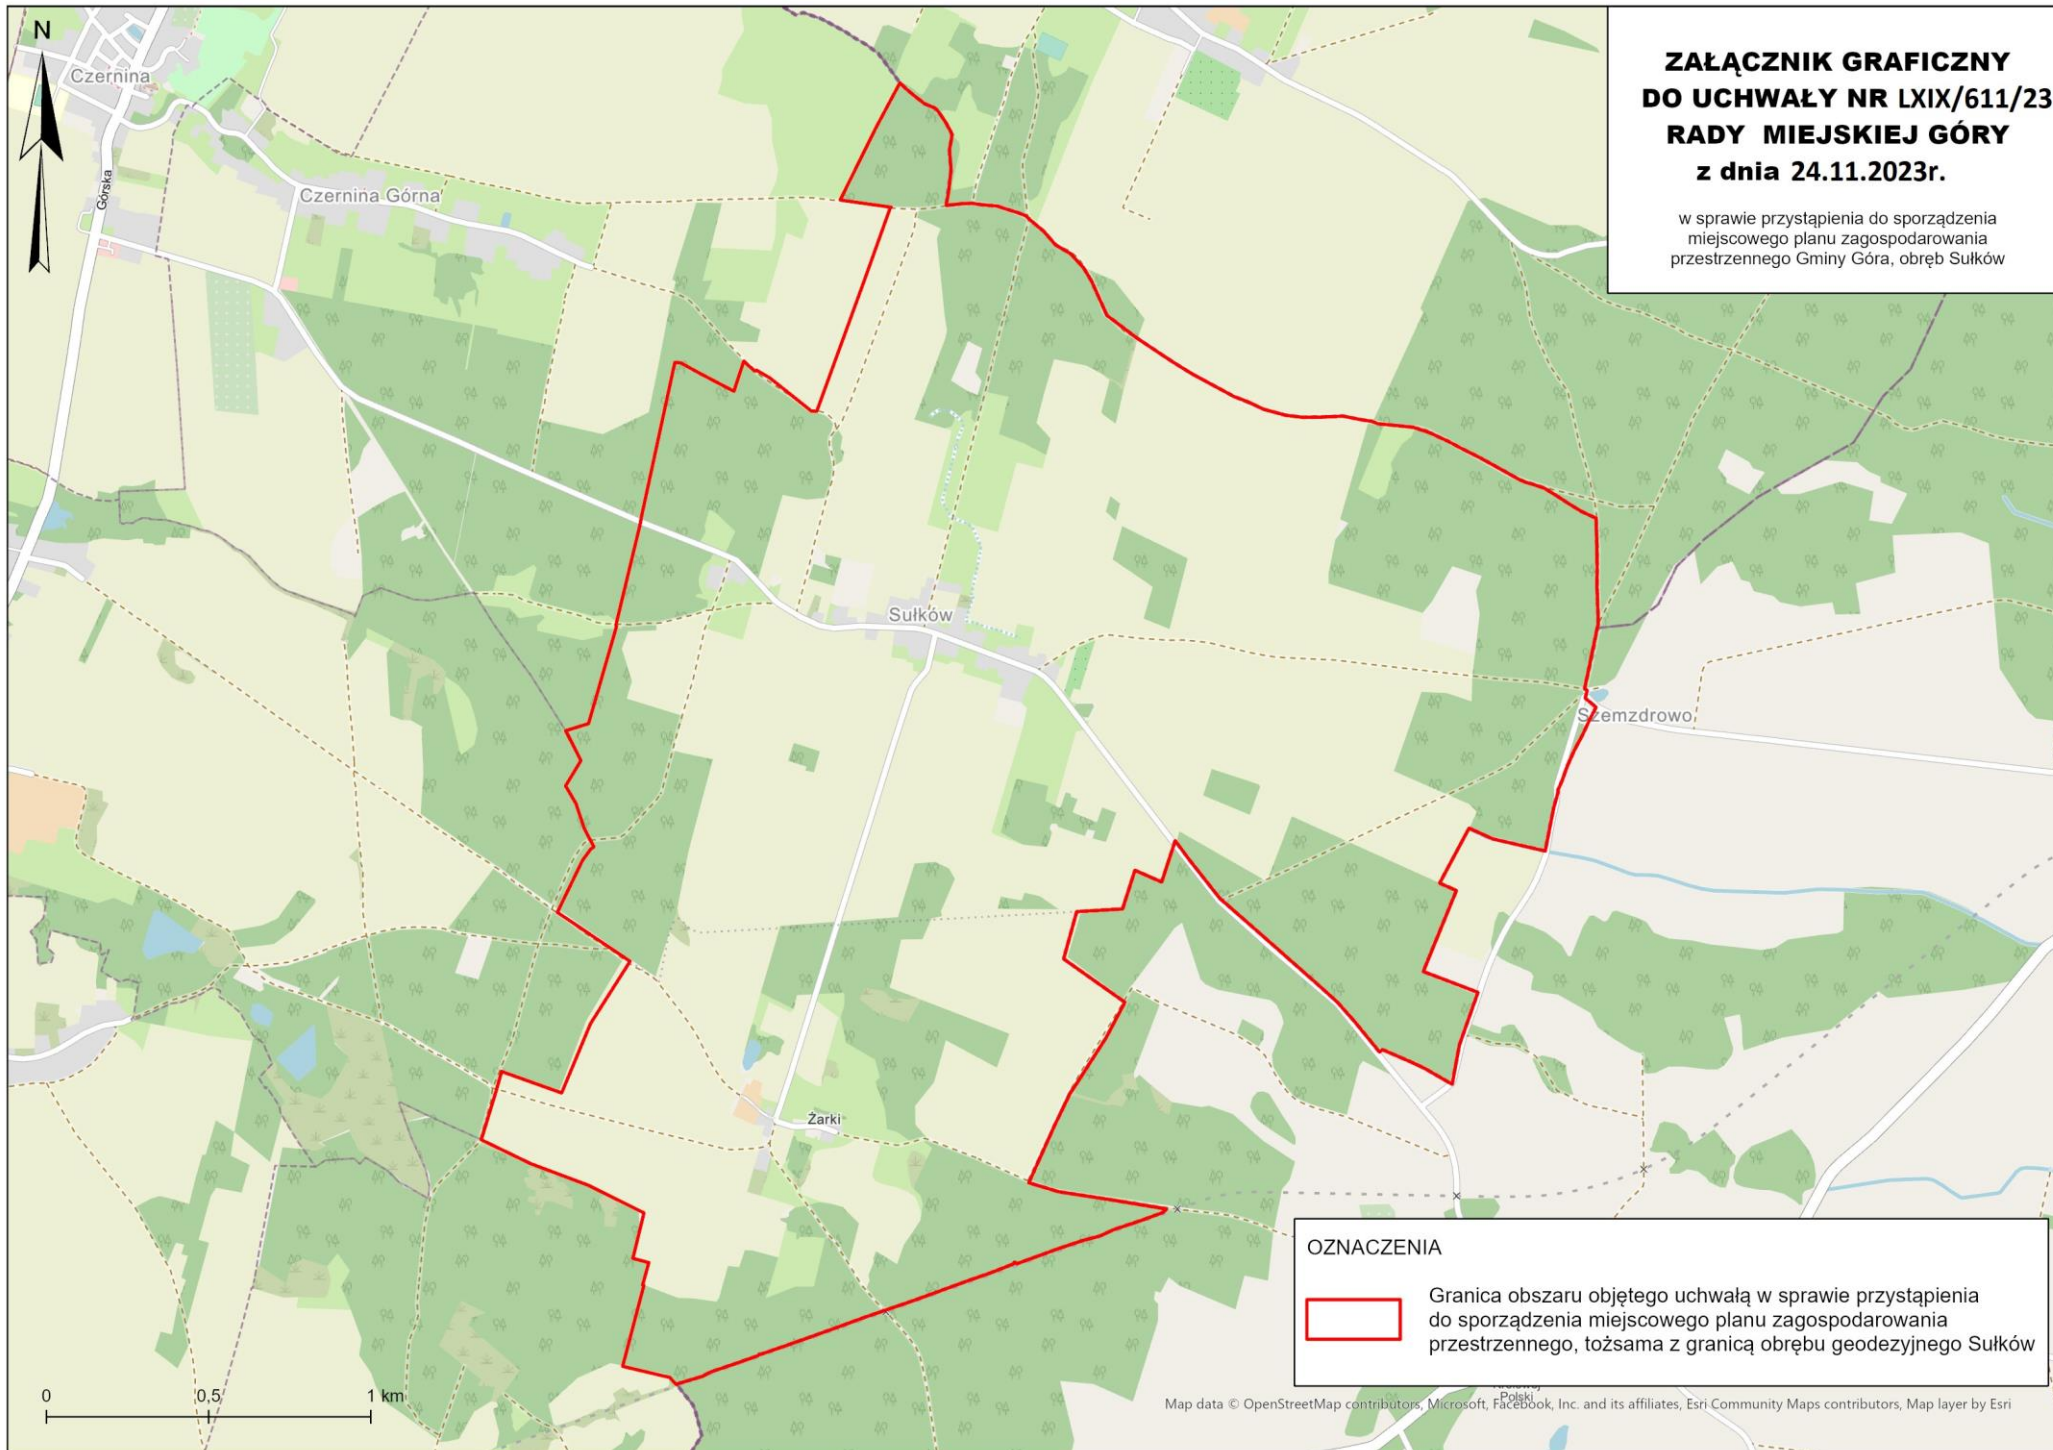 N
Czernina
Górska
Czernina Górna
ZAŁĄCZNIK GRAFICZNY
DO UCHWAŁY NR LXIX/611/23
RADY MIEJSKIEJ GÓRY
z dnia 24.11.2023r.
w sprawie przystąpienia do sporządzenia
miejscowego planu zagospodarowania
przestrzennego Gminy Góra, obręb Sułków
Sułków
Szemzdrowo
Żarki
OZNACZENIA
Granica obszaru objętego uchwałą w sprawie przystąpienia
do sporządzenia miejscowego planu zagospodarowania
przestrzennego, tożsama z granicą obrębu geodezyjnego Sułków
0 0,5 1 km
Polski
Map data © OpenStreetMap contributors, Microsoft, Facebook, Inc. and its affiliates, Esri Community Maps contributors, Map layer by Esri